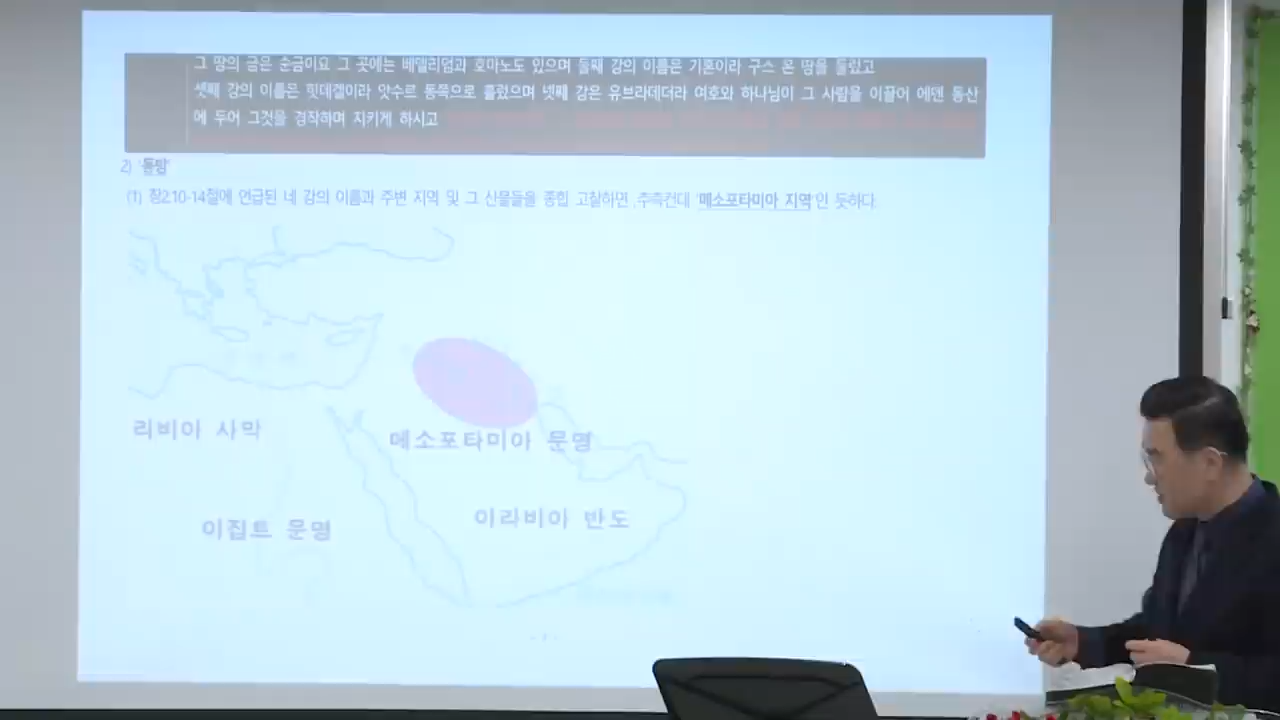 그 땅의 금은 순금이요 그 곳에는 베델리엄과 호마노도 있으며 둘째 강의 이름은 기혼이라 구스 온 땅을 둘렀고
셋째 강의 이름은 힛데겔이라 앗수르 동쪽으로 흘렀으며 넷째 강은 유브라데더라 여호와 하나님이 그 사람을 이끌어 에덴 동산
에 두어 그것을 경작하며 지키게 하시고
2) '동방'
(1) 창2:10-14절에 언급된 네 강의 이름과 주변 지역 및 그 산물들을 종합 고찰하면 ,추측컨대 '메소포타미아 지역'인 듯하다.
리비아 사막
메소포타미아 문명
이라비아 반도
이집트 문명